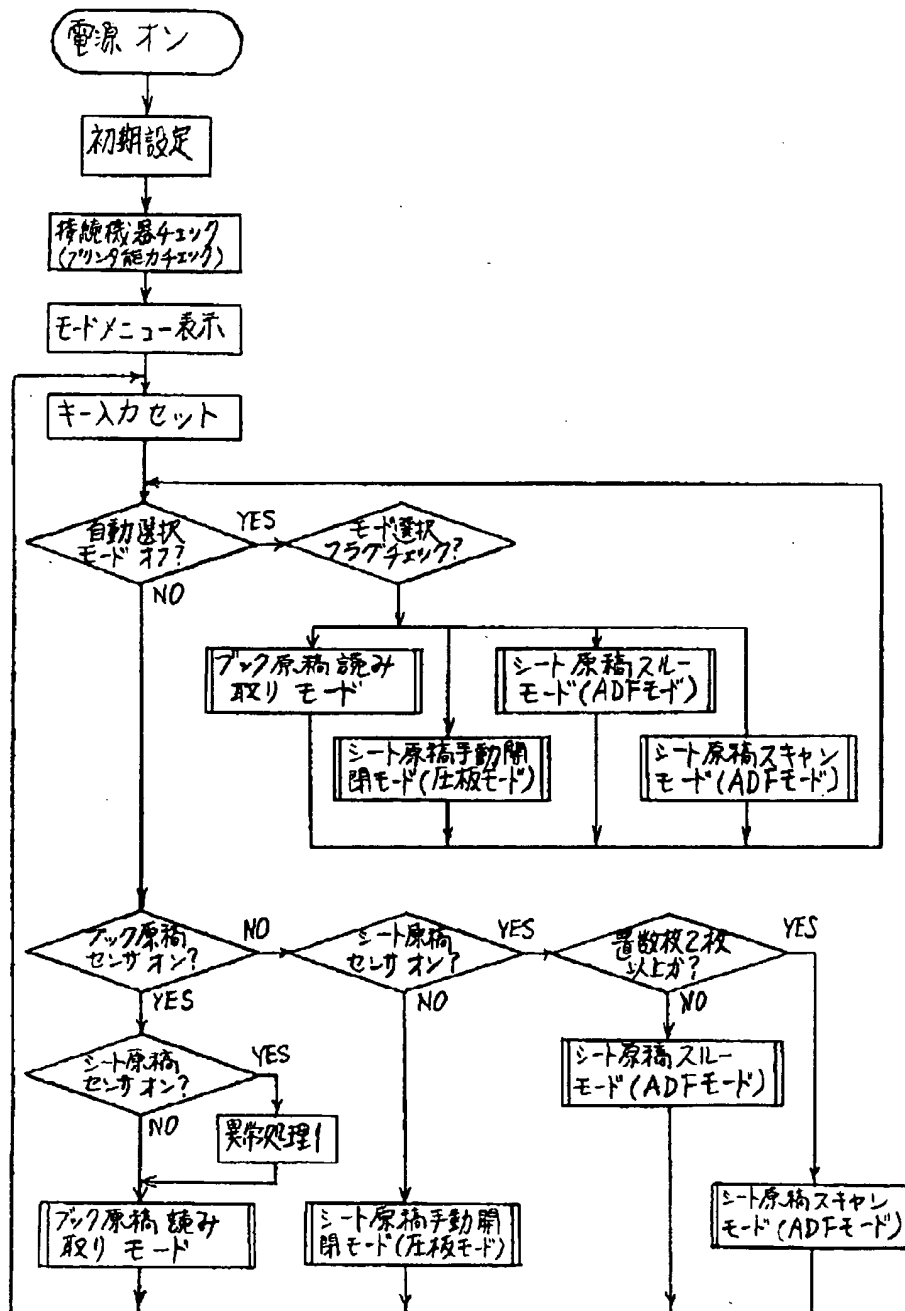 電源 オン
初期設定
接続機器チェック
(プリンタ能力チェック)
モードメニュー表示
キー入力セット
自動選択
モードオフ?
YES
NO
モード選択
フラグチェック?
ブック原稿読み
取りモード
シート原稿スルー
モード(ADFモード)
シート原稿手動開
閉モード(圧板モード)
シート原稿スキャン
モード(ADFモード)
ブック原稿
センサオン?
NO
YES
シート原稿
センサオン?
YES
NO
置数枚2枚
以上か?
YES
NO
シート原稿
センサオン?
YES
NO
異常処理1
シート原稿スルー
モード(ADFモード)
ブック原稿読み
取りモード
シート原稿手動開
閉モード(圧板モード)
シート原稿スキャン
モード(ADFモード)